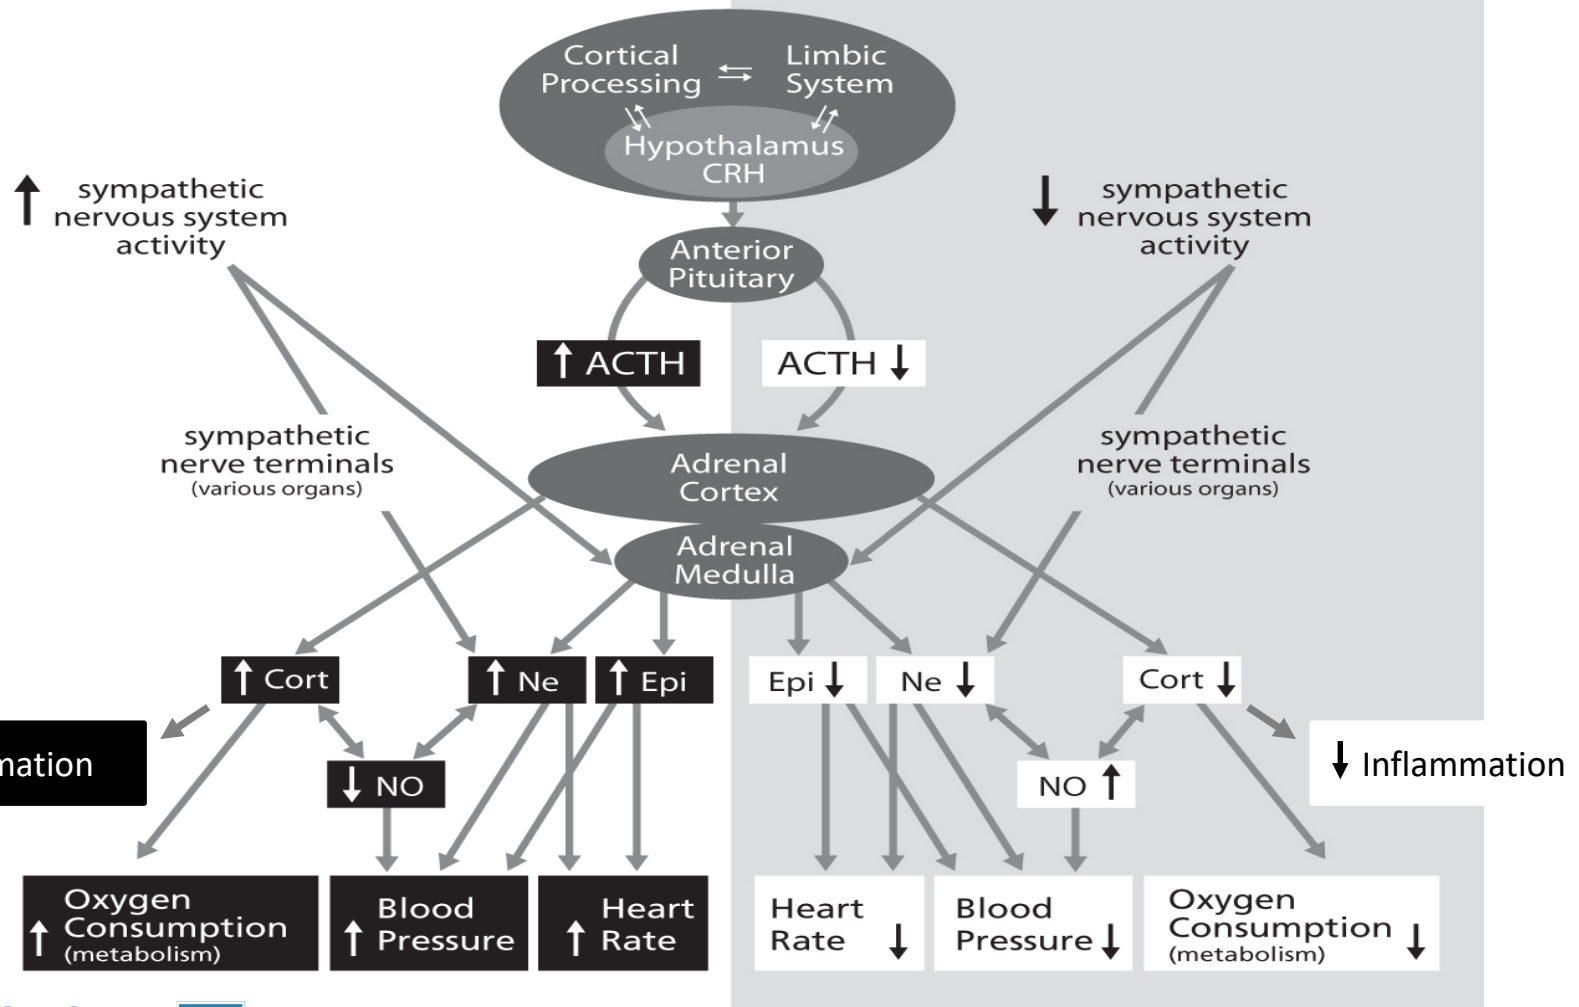 Cortical
Processing
Limbic
System
Hypothalamus
CRH
↑ sympathetic
nervous system
activity
↓ sympathetic
nervous system
activity
Anterior
Pituitary
↑ ACTH
ACTH ↓
sympathetic
nerve terminals
(various organs)
Adrenal
Cortex
sympathetic
nerve terminals
(various organs)
Adrenal
Medulla
↑ Cort
↑ Ne
↑ Epi
Epi ↓
Ne ↓
Cort ↓
mation
↓ NO
NO ↑
↓ Inflammation
↑ Oxygen
Consumption
(metabolism)
↑ Blood
Pressure
↑ Heart
Rate
Heart
Rate ↓
Blood
Pressure ↓
Oxygen
Consumption ↓
(metabolism)